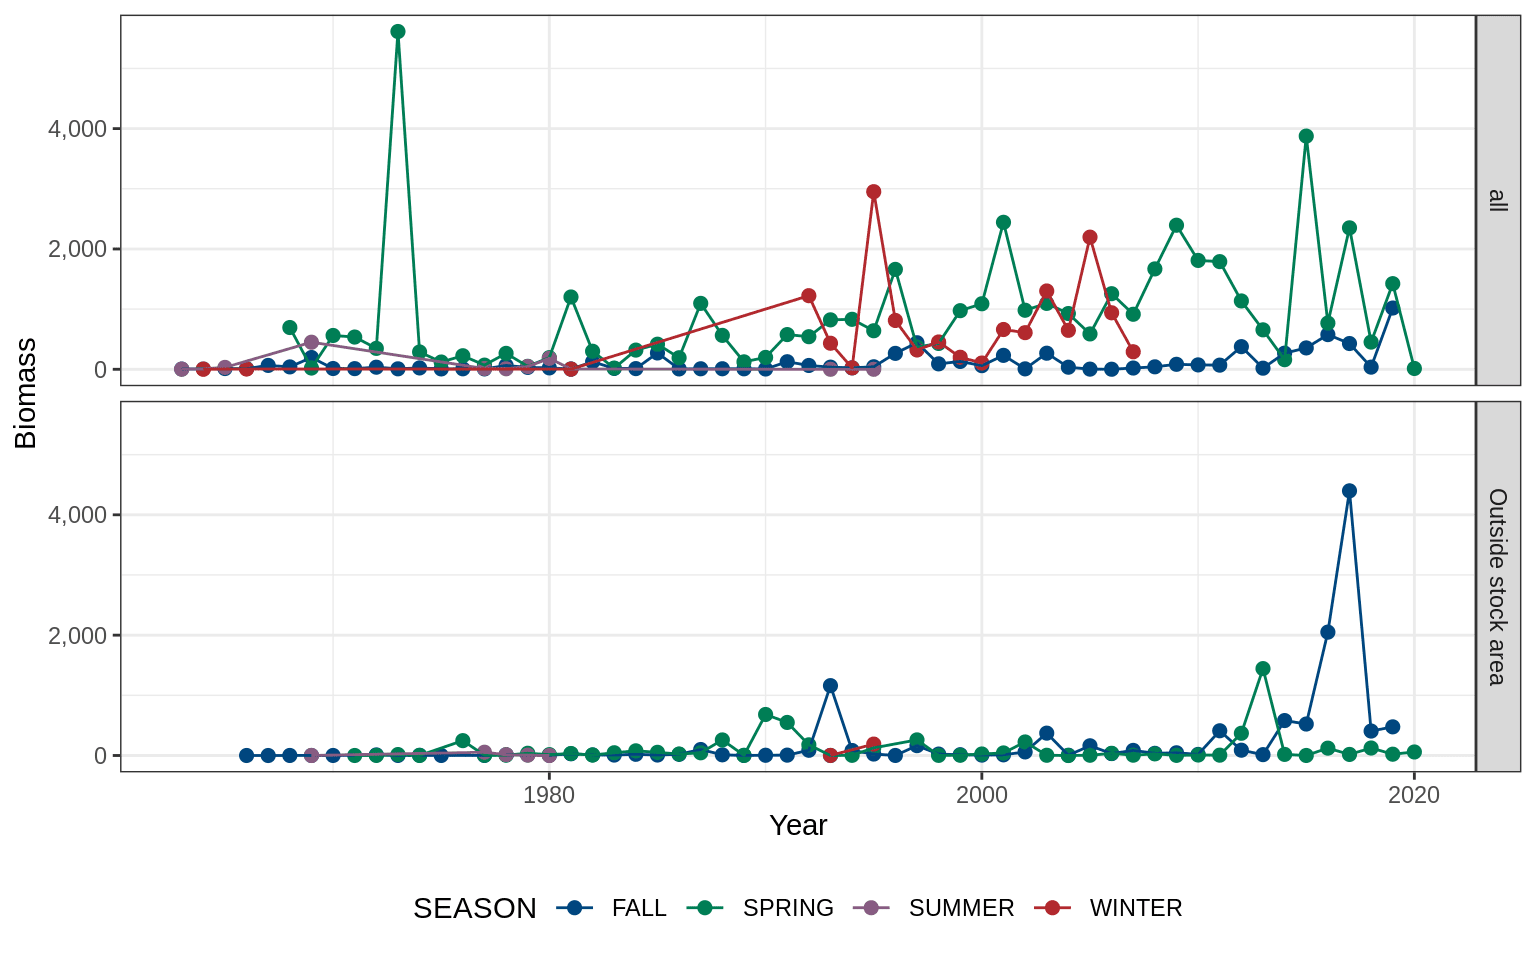 4,000
2,000
0
all
Biomass
4,000
2,000
0
Outside stock area
1980 2000 2020
Year
SEASON FALL SPRING SUMMER WINTER